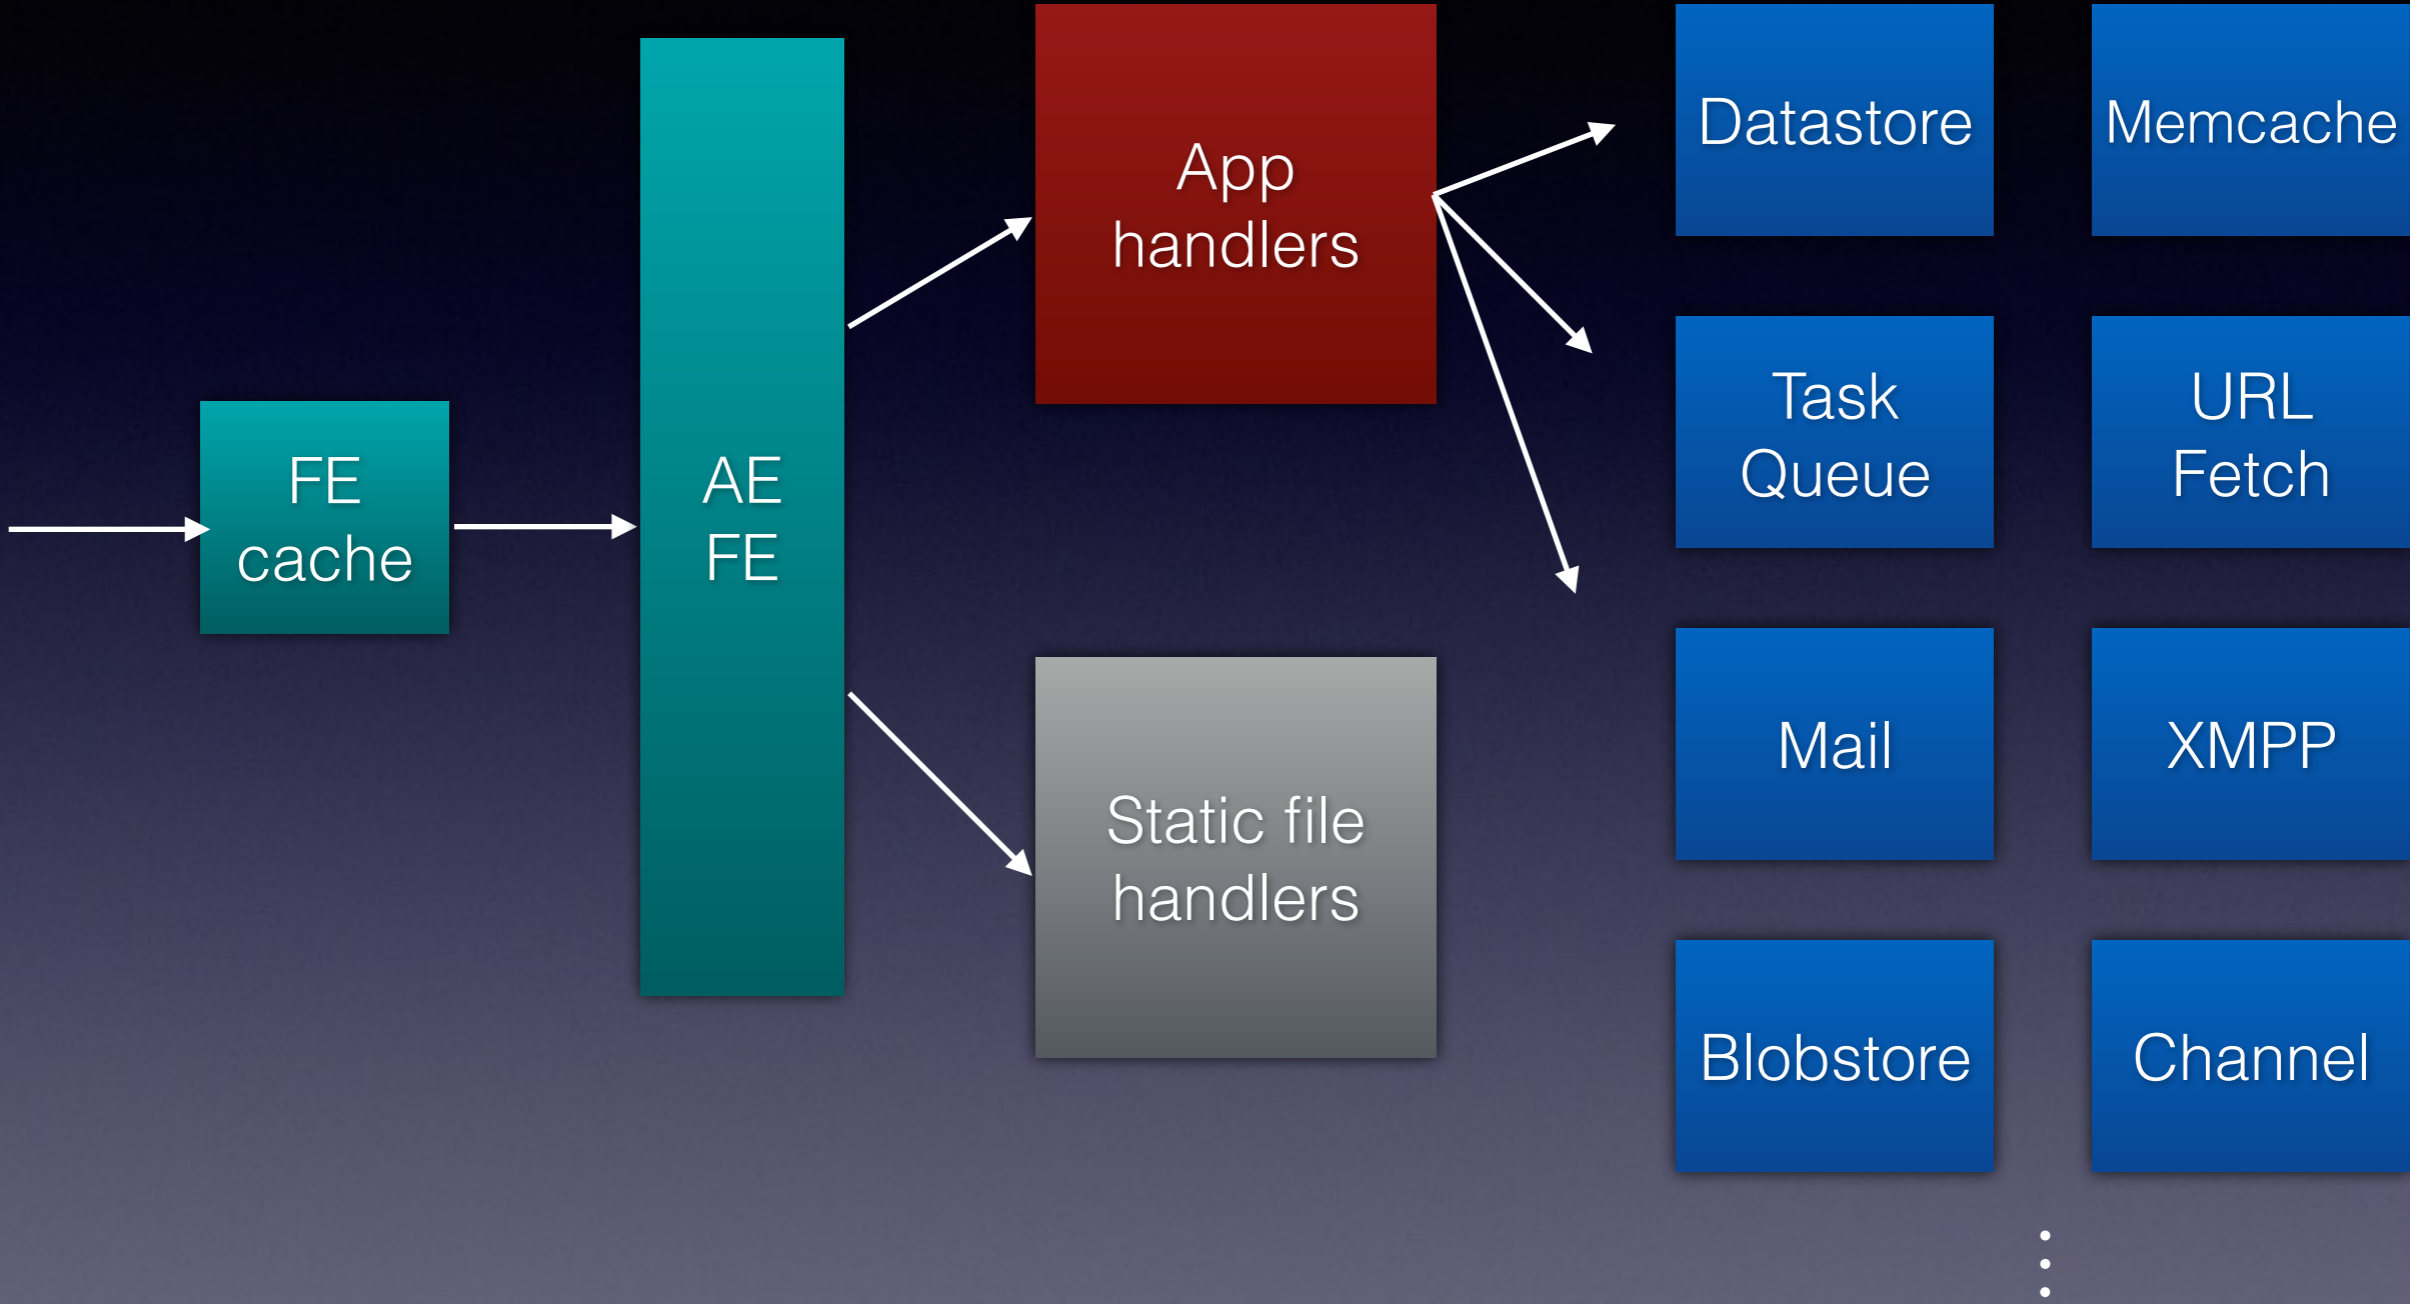 FE
cache
AE
FE
App
handlers
Static file
handlers
Datastore
Memcache
Task
Queue
URL
Fetch
Mail
XMPP
Blobstore
Channel